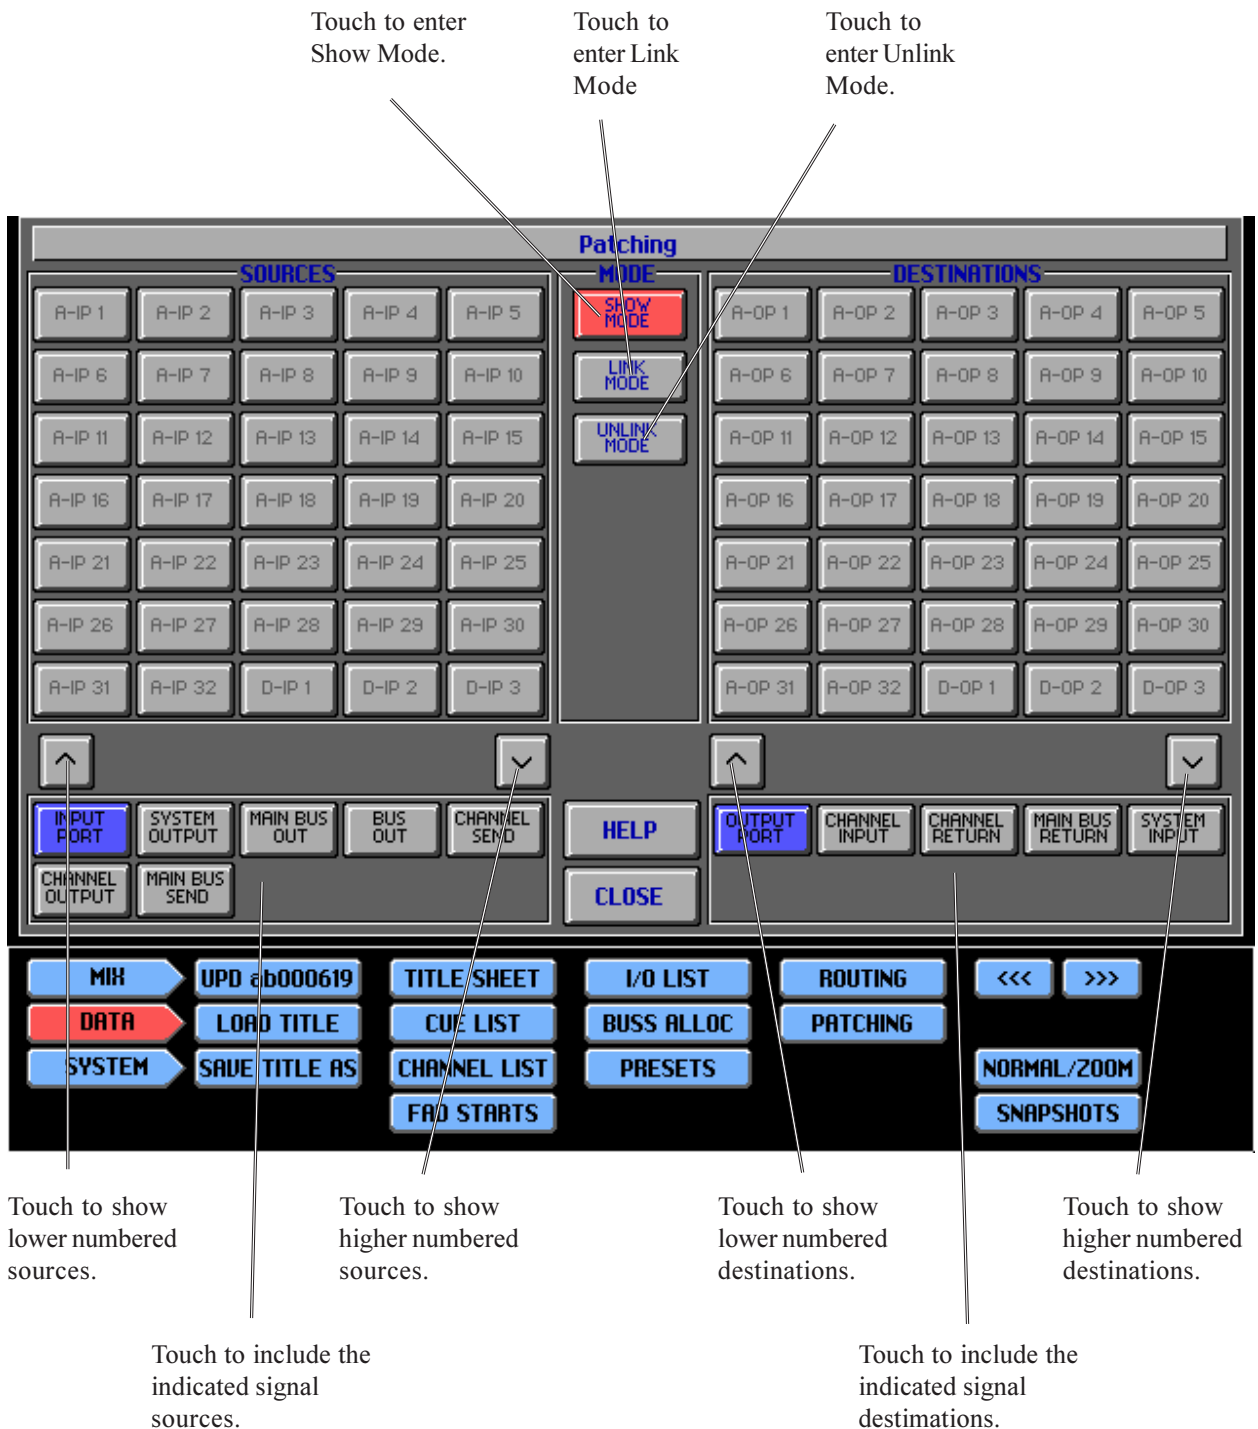 Touch to enter
Show Mode.
Touch to
enter Link
Mode
Touch to
enter Unlink
Mode.
Patching
SOURCES
MODE
DESTINATIONS
A-IP 1 A-IP 2 A-IP 3 A-IP 4 A-IP 5
SHOW
MODE
A-OP 1 A-OP 2 A-OP 3 A-OP 4 A-OP 5
A-IP 6 A-IP 7 A-IP 8 A-IP 9 A-IP 10
LINK
MODE
A-OP 6 A-OP 7 A-OP 8 A-OP 9 A-OP 10
A-IP 11 A-IP 12 A-IP 13 A-IP 14 A-IP 15
UNLINK
MODE
A-OP 11 A-OP 12 A-OP 13 A-OP 14 A-OP 15
A-IP 16 A-IP 17 A-IP 18 A-IP 19 A-IP 20
A-OP 16 A-OP 17 A-OP 18 A-OP 19 A-OP 20
A-IP 21 A-IP 22 A-IP 23 A-IP 24 A-IP 25
A-OP 21 A-OP 22 A-OP 23 A-OP 24 A-OP 25
A-IP 26 A-IP 27 A-IP 28 A-IP 29 A-IP 30
A-OP 26 A-OP 27 A-OP 28 A-OP 29 A-OP 30
A-IP 31 A-IP 32 D-IP 1 D-IP 2 D-IP 3
A-OP 31 A-OP 32 D-OP 1 D-OP 2 D-OP 3
INPUT
PORT
SYSTEM
OUTPUT
MAIN BUS
OUT
BUS
OUT
CHANNEL
SEND
CHANNEL
OUTPUT
MAIN BUS
SEND
HELP
CLOSE
OUTPUT
PORT
CHANNEL
INPUT
CHANNEL
RETURN
MAIN BUS
RETURN
SYSTEM
INPUT
MIX UPD ab000619 TITLE SHEET I/O LIST ROUTING <<< >>>
DATA LOAD TITLE CUE LIST BUSS ALLOC PATCHING
SYSTEM SAVE TITLE AS CHANNEL LIST PRESETS NORMAL/ZOOM
FAD STARTS SNAPSHOTS
Touch to show
lower numbered
sources.
Touch to show
higher numbered
sources.
Touch to show
lower numbered
destinations.
Touch to show
higher numbered
destinations.
Touch to include the
indicated signal
sources.
Touch to include the
indicated signal
destimations.